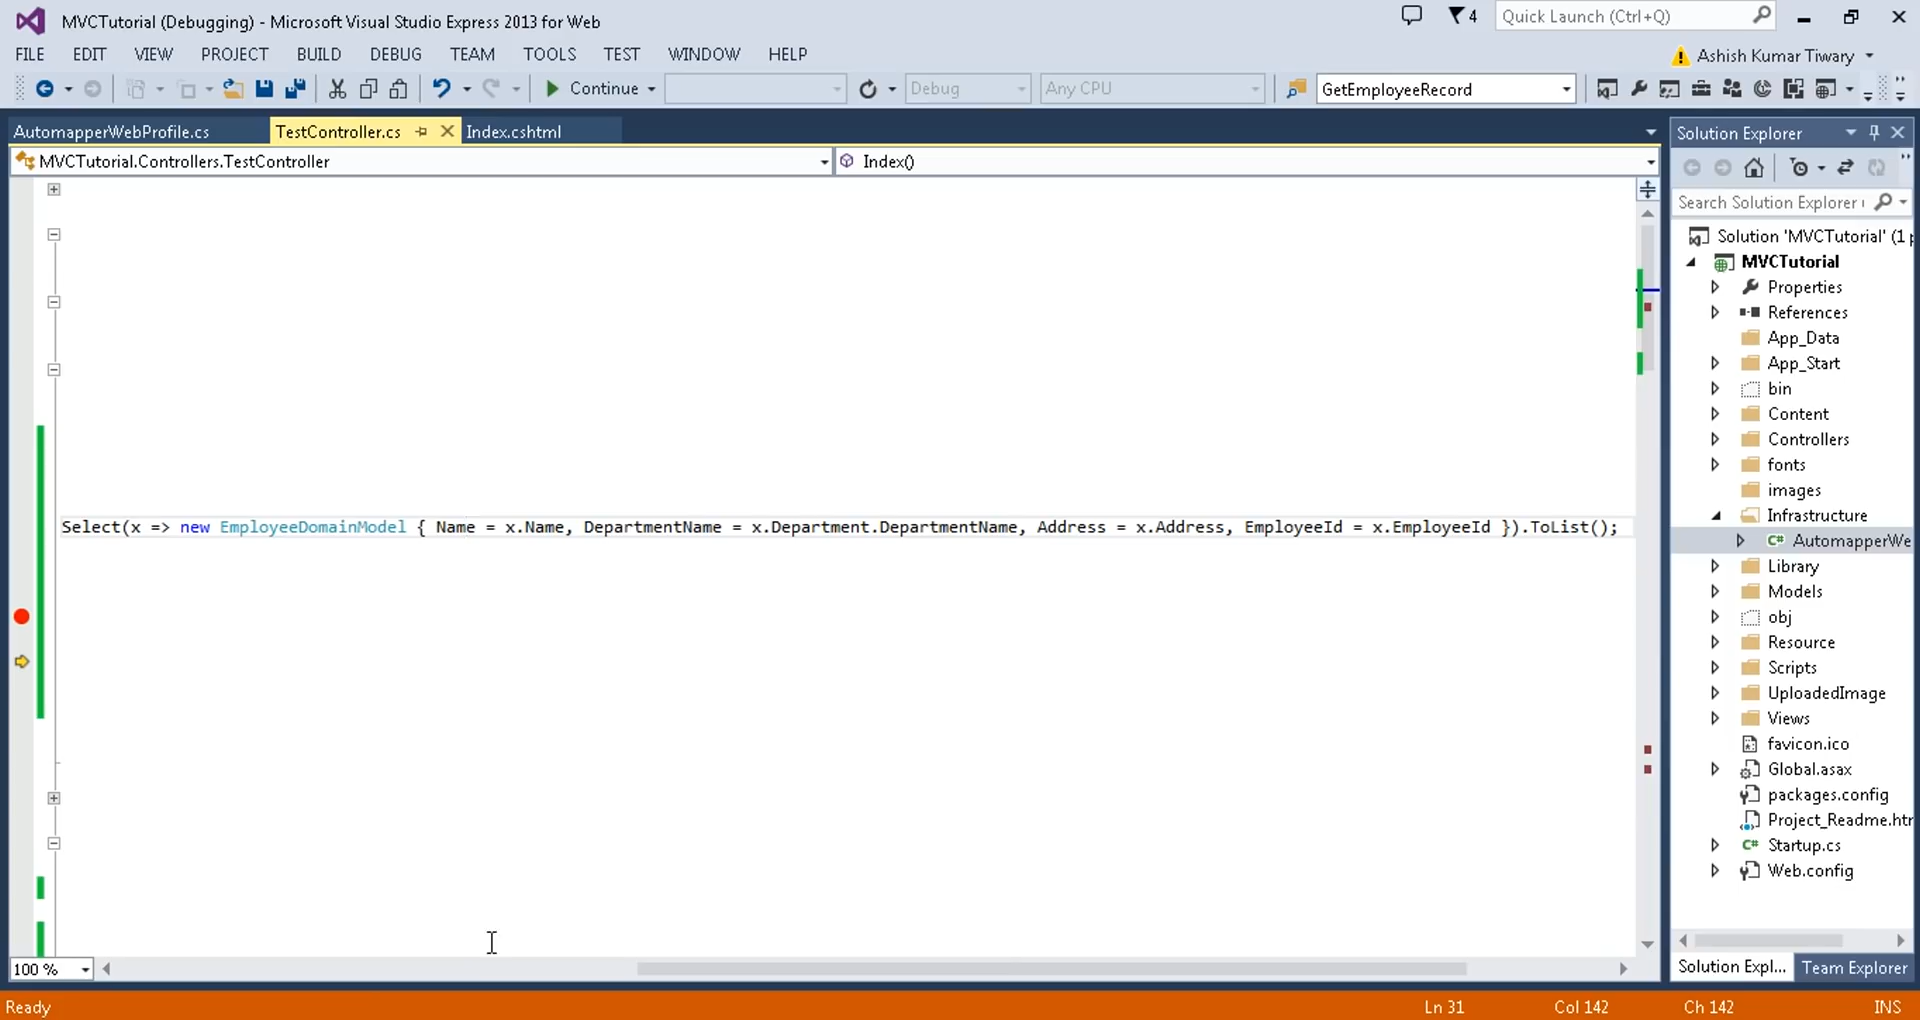 MVCTutorial (Debugging) - Microsoft Visual Studio Express 2013 for Web
4
Quick Launch (Ctrl+Q)
FILE EDIT VIEW PROJECT BUILD DEBUG TEAM TOOLS TEST WINDOW HELP
Ashish Kumar Tiwary
Continue
Debug
Any CPU
GetEmployeeRecord
AutomapperWebProfile.cs
TestController.cs
Index.cshtml
MVCTutorial.Controllers.TestController
Index()
Select(x => new EmployeeDomainModel { Name = x.Name, DepartmentName = x.Department.DepartmentName, Address = x.Address, EmployeeId = x.EmployeeId }).ToList();
100 %
Solution Explorer
Search Solution Explorer
Solution 'MVCTutorial' (1 p
MVCTutorial
Properties
References
App_Data
App_Start
bin
Content
Controllers
fonts
images
Infrastructure
C# AutomapperWe
Library
Models
obj
Resource
Scripts
UploadedImage
Views
favicon.ico
Global.asax
packages.config
Project_Readme.htr
C# Startup.cs
Web.config
Solution Expl...
Team Explorer
Ready
Ln 31
Col 142
Ch 142
INS